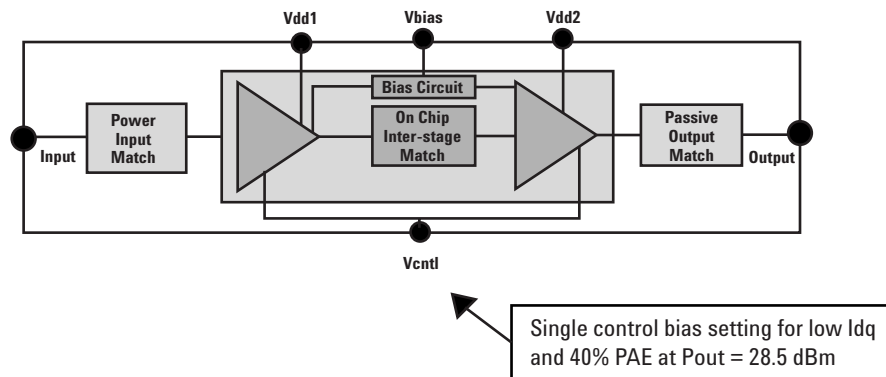 Vdd1
Vbias
Vdd2
Bias Circuit
Power
Input
Match
On Chip
Inter-stage
Match
Passive
Output
Match
Input
Output
Vcntl
Single control bias setting for low Idq
and 40% PAE at Pout = 28.5 dBm